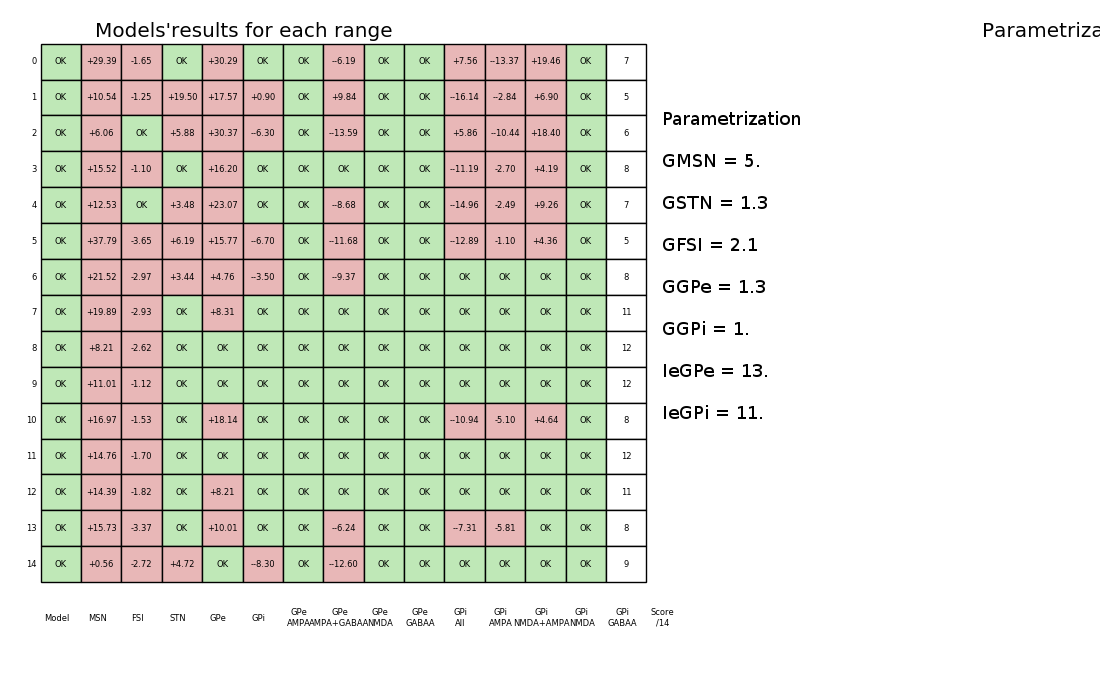 Models'results for each range
Parametriza
0 OK +29.39 -1.65 OK +30.29 OK OK --6.19 OK OK +7.56 --13.37 +19.46 OK 7
1 OK +10.54 -1.25 +19.50 +17.57 +0.90 OK +9.84 OK OK --16.14 --2.84 +6.90 OK 5
2 OK +6.06 OK +5.88 +30.37 --6.30 OK --13.59 OK OK +5.86 --10.44 +18.40 OK 6
3 OK +15.52 -1.10 OK +16.20 OK OK OK OK OK --11.19 -2.70 +4.19 OK 8
4 OK +12.53 OK +3.48 +23.07 OK OK --8.68 OK OK --14.96 -2.49 +9.26 OK 7
5 OK +37.79 -3.65 +6.19 +15.77 --6.70 OK --11.68 OK OK --12.89 -1.10 +4.36 OK 5
6 OK +21.52 -2.97 +3.44 +4.76 --3.50 OK --9.37 OK OK OK OK OK OK 8
7 OK +19.89 -2.93 OK +8.31 OK OK OK OK OK OK OK OK OK 11
8 OK +8.21 -2.62 OK OK OK OK OK OK OK OK OK OK OK 12
9 OK +11.01 -1.12 OK OK OK OK OK OK OK OK OK OK OK 12
10 OK +16.97 -1.53 OK +18.14 OK OK OK OK OK --10.94 -5.10 +4.64 OK 8
11 OK +14.76 -1.70 OK OK OK OK OK OK OK OK OK OK OK 12
12 OK +14.39 -1.82 OK +8.21 OK OK OK OK OK OK OK OK OK 11
13 OK +15.73 -3.37 OK +10.01 OK OK --6.24 OK OK --7.31 -5.81 OK OK 8
14 OK +0.56 -2.72 +4.72 OK --8.30 OK --12.60 OK OK OK OK OK OK 9
Model MSN FSI STN GPe GPi GPe GPe GPe GPe GPi GPi GPi GPi GPi Score
AMPA AMPA+GABAA NMDA GABAA All AMPA NMDA+AMPA NMDA GABAA /14
Parametrization
GMSN = 5.
GSTN = 1.3
GFSI = 2.1
GGPe = 1.3
GGPi = 1.
IeGPe = 13.
IeGPi = 11.